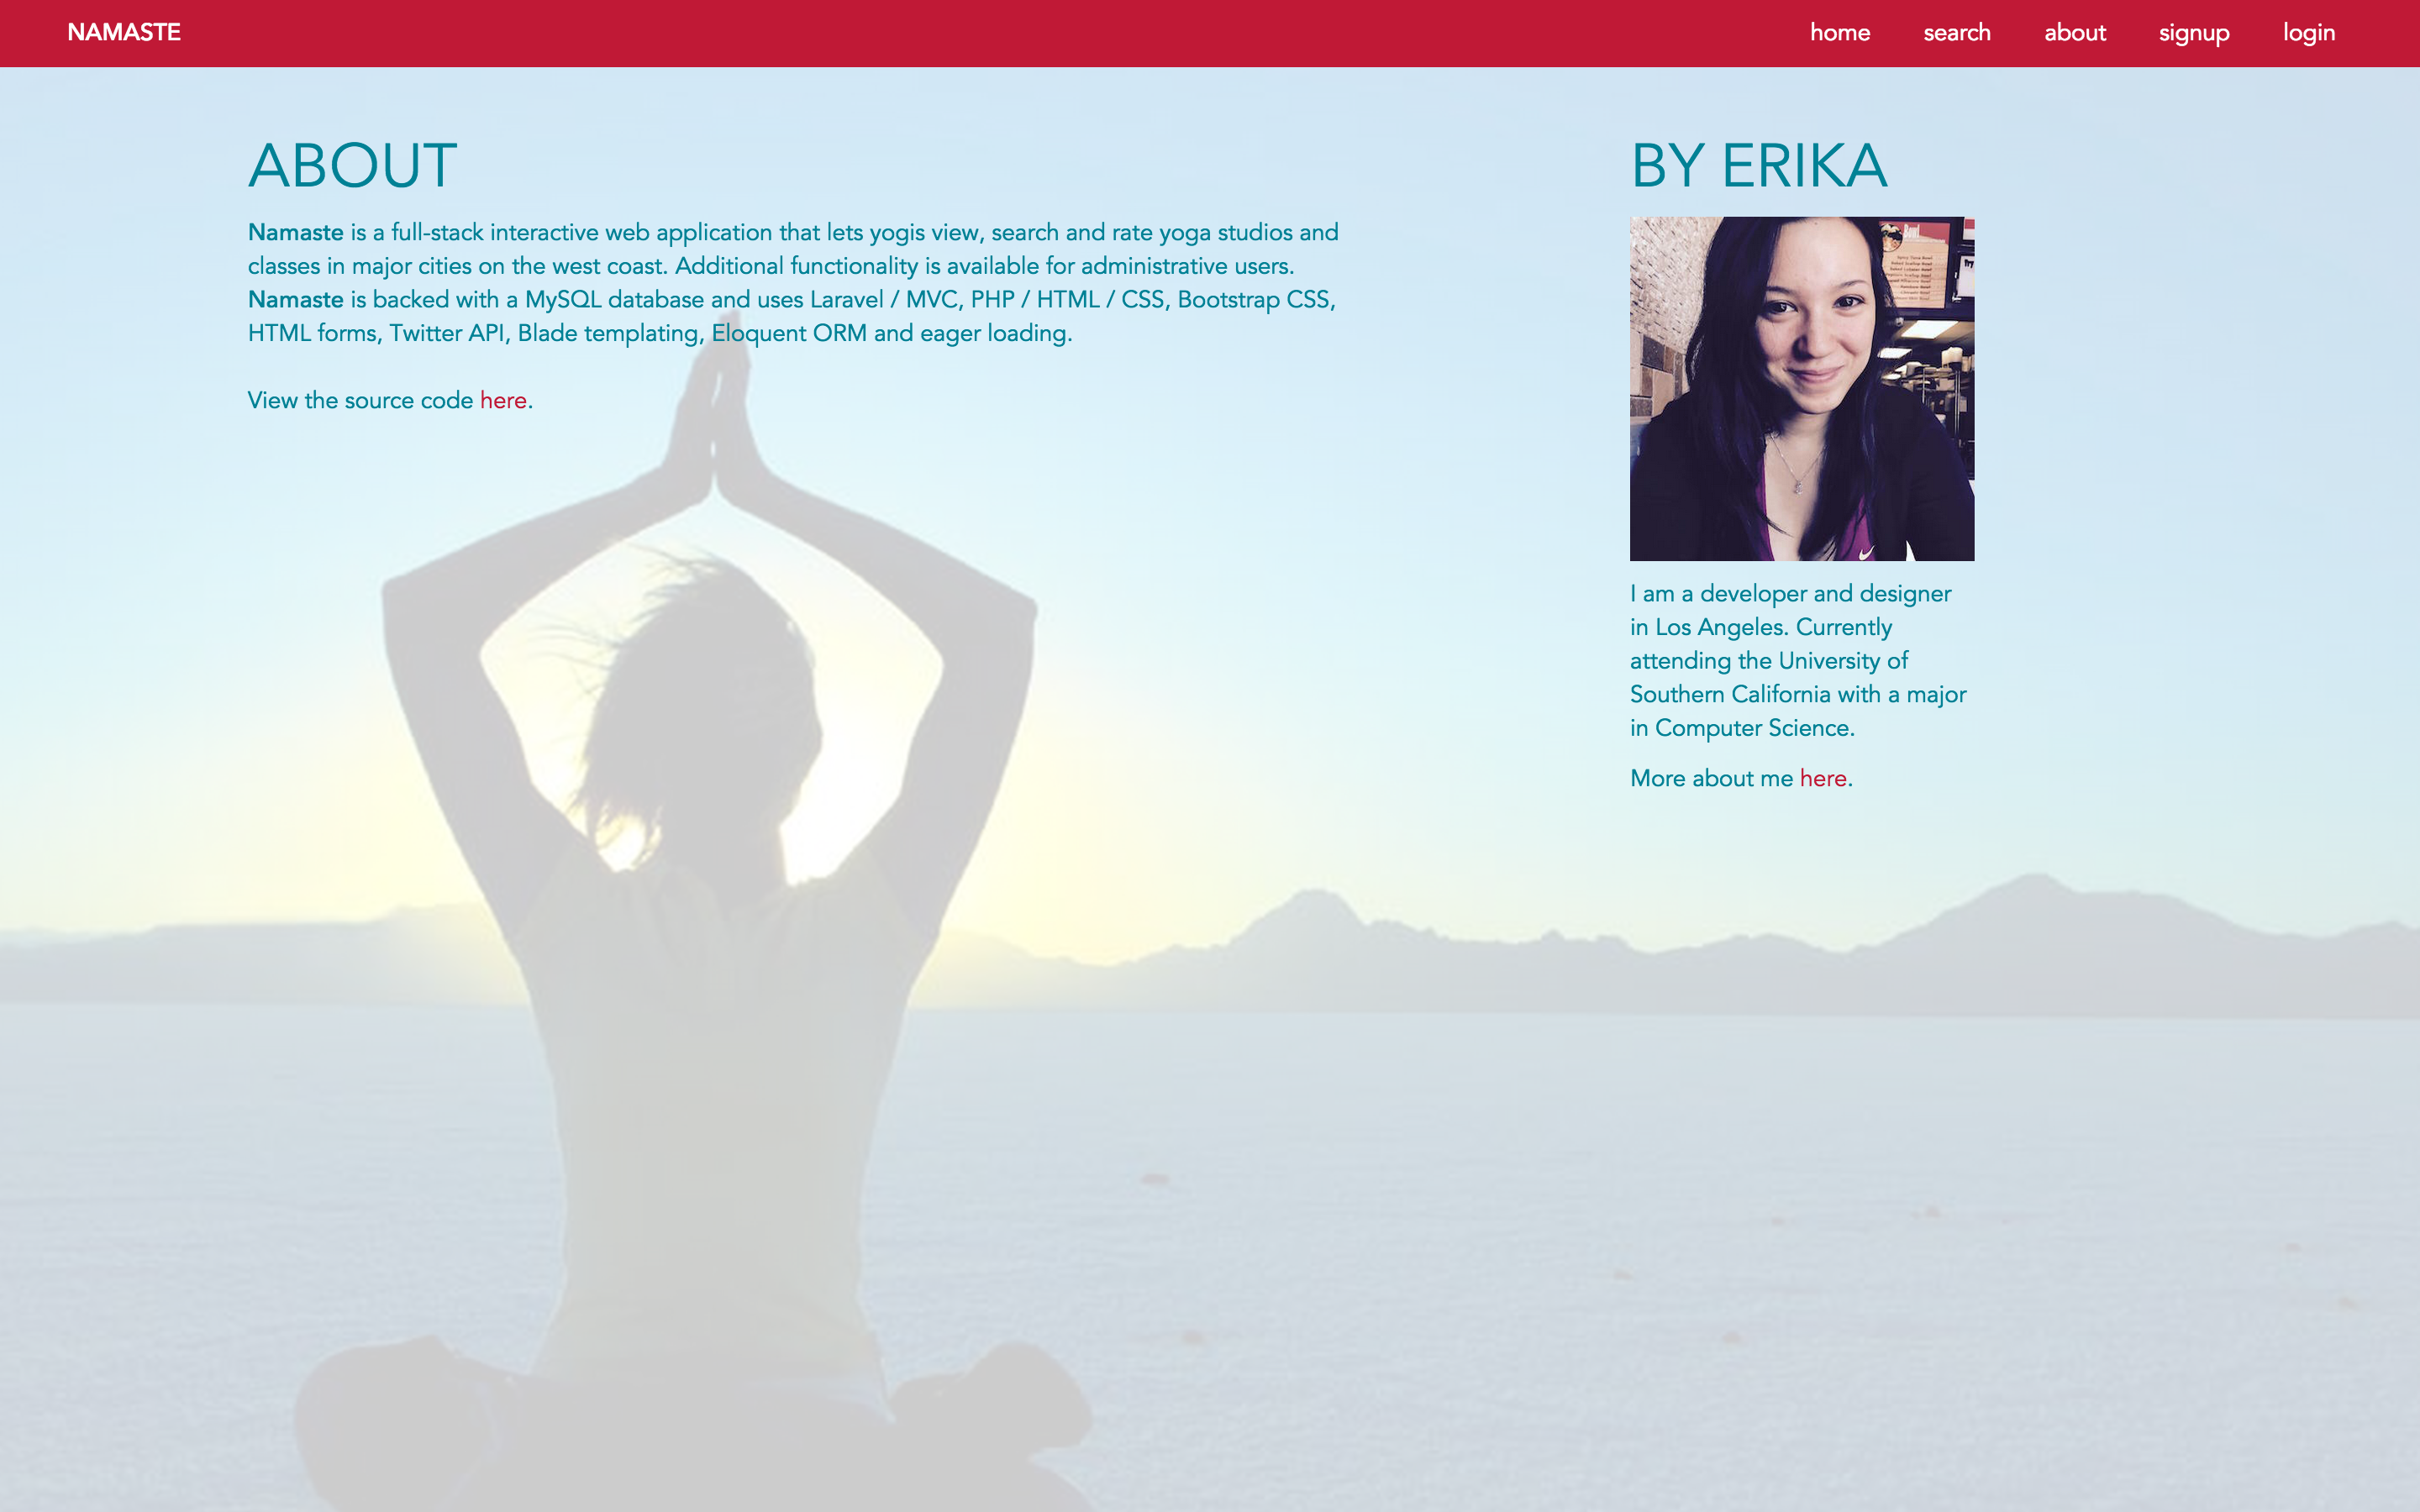 NAMASTE
home search about signup login
ABOUT
Namaste is a full-stack interactive web application that lets yogis view, search and rate yoga studios and
classes in major cities on the west coast. Additional functionality is available for administrative users.
Namaste is backed with a MySQL database and uses Laravel / MVC, PHP / HTML / CSS, Bootstrap CSS,
HTML forms, Twitter API, Blade templating, Eloquent ORM and eager loading.
View the source code here.
BY ERIKA
I am a developer and designer
in Los Angeles. Currently
attending the University of
Southern California with a major
in Computer Science.
More about me here.